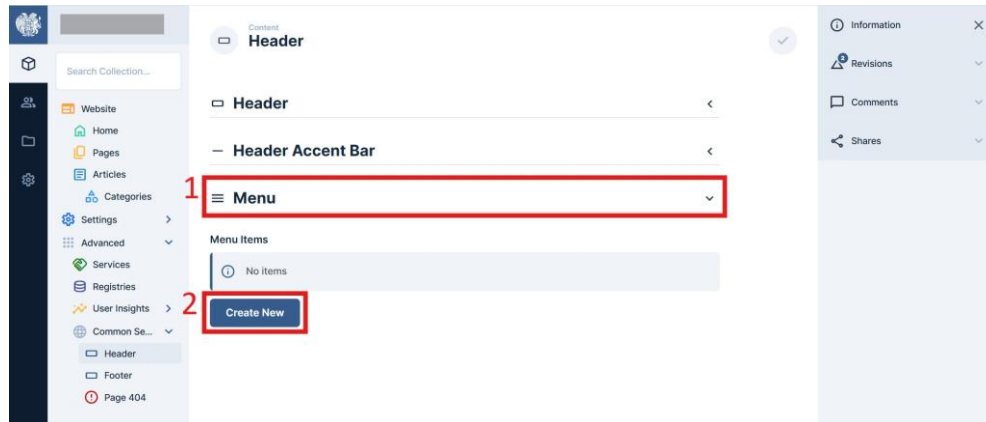 Search Collection...
Website
Home
Pages
Articles
Categories
Settings
Advanced
Services
Registries
User Insights
Common Se...
Header
Footer
Page 404
Content
Header
Header
Header Accent Bar
1
Menu
Menu Items
No items
2
Create New
Information
2
Revisions
Comments
Shares